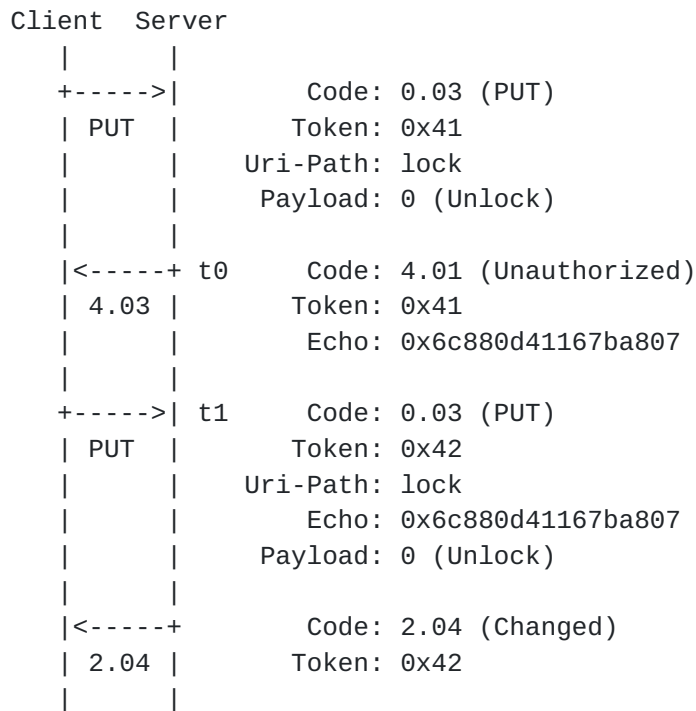 Client  Server
   |      |
   +----->|        Code: 0.03 (PUT)
   | PUT  |       Token: 0x41
   |      |    Uri-Path: lock
   |      |     Payload: 0 (Unlock)
   |      |
   |<-----+ t0     Code: 4.01 (Unauthorized)
   | 4.03 |       Token: 0x41
   |      |        Echo: 0x6c880d41167ba807
   |      |
   +----->| t1     Code: 0.03 (PUT)
   | PUT  |       Token: 0x42
   |      |    Uri-Path: lock
   |      |        Echo: 0x6c880d41167ba807
   |      |     Payload: 0 (Unlock)
   |      |
   |<-----+        Code: 2.04 (Changed)
   | 2.04 |       Token: 0x42
   |      |